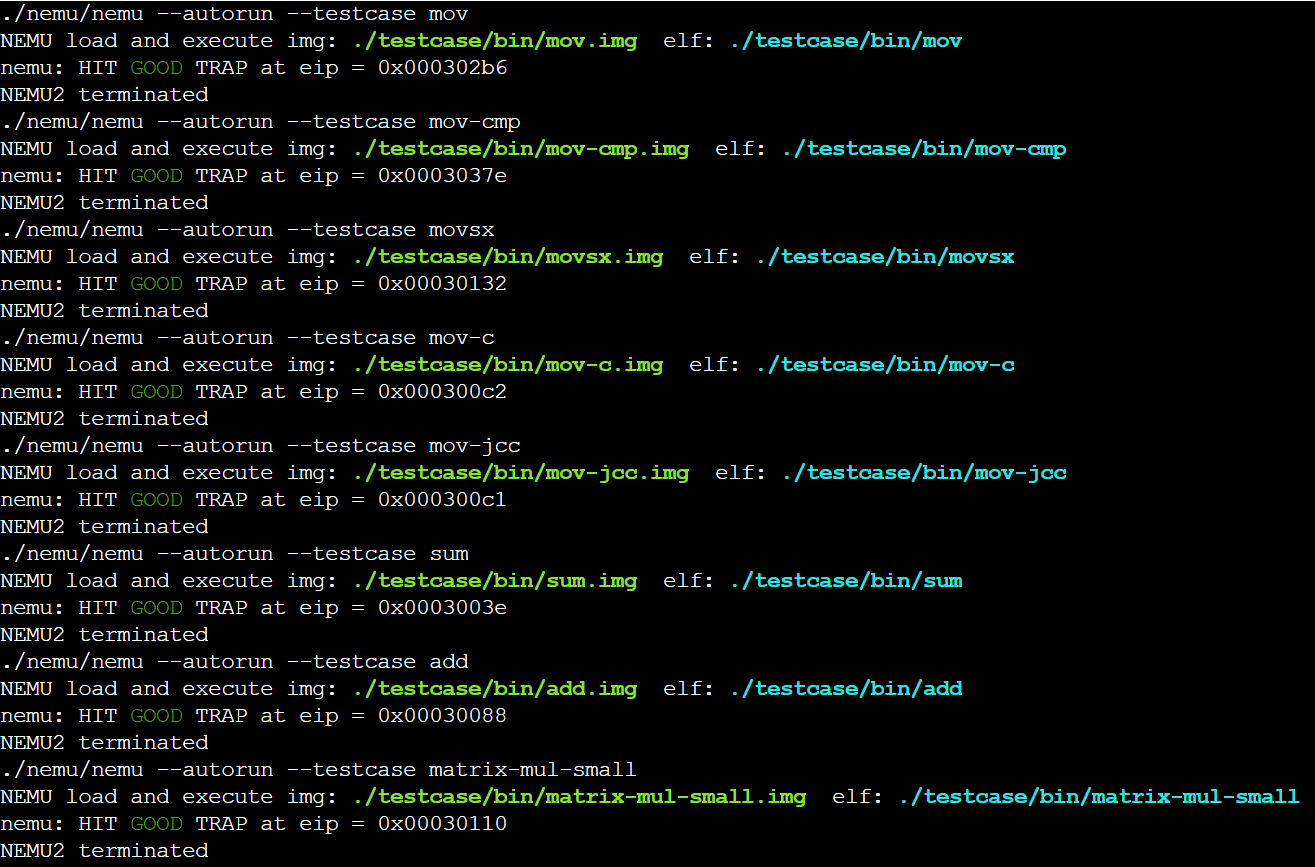 ./nemu/nemu --autorun --testcase mov
NEMU load and execute img: ./testcase/bin/mov.img  elf: ./testcase/bin/mov
nemu: HIT GOOD TRAP at eip = 0x000302b6
NEMU2 terminated
./nemu/nemu --autorun --testcase mov-cmp
NEMU load and execute img: ./testcase/bin/mov-cmp.img  elf: ./testcase/bin/mov-cmp
nemu: HIT GOOD TRAP at eip = 0x0003037e
NEMU2 terminated
./nemu/nemu --autorun --testcase movsx
NEMU load and execute img: ./testcase/bin/movsx.img  elf: ./testcase/bin/movsx
nemu: HIT GOOD TRAP at eip = 0x00030132
NEMU2 terminated
./nemu/nemu --autorun --testcase mov-c
NEMU load and execute img: ./testcase/bin/mov-c.img  elf: ./testcase/bin/mov-c
nemu: HIT GOOD TRAP at eip = 0x000300c2
NEMU2 terminated
./nemu/nemu --autorun --testcase mov-jcc
NEMU load and execute img: ./testcase/bin/mov-jcc.img  elf: ./testcase/bin/mov-jcc
nemu: HIT GOOD TRAP at eip = 0x000300c1
NEMU2 terminated
./nemu/nemu --autorun --testcase sum
NEMU load and execute img: ./testcase/bin/sum.img  elf: ./testcase/bin/sum
nemu: HIT GOOD TRAP at eip = 0x0003003e
NEMU2 terminated
./nemu/nemu --autorun --testcase add
NEMU load and execute img: ./testcase/bin/add.img  elf: ./testcase/bin/add
nemu: HIT GOOD TRAP at eip = 0x00030088
NEMU2 terminated
./nemu/nemu --autorun --testcase matrix-mul-small
NEMU load and execute img: ./testcase/bin/matrix-mul-small.img  elf: ./testcase/bin/matrix-mul-small
nemu: HIT GOOD TRAP at eip = 0x00030110
NEMU2 terminated